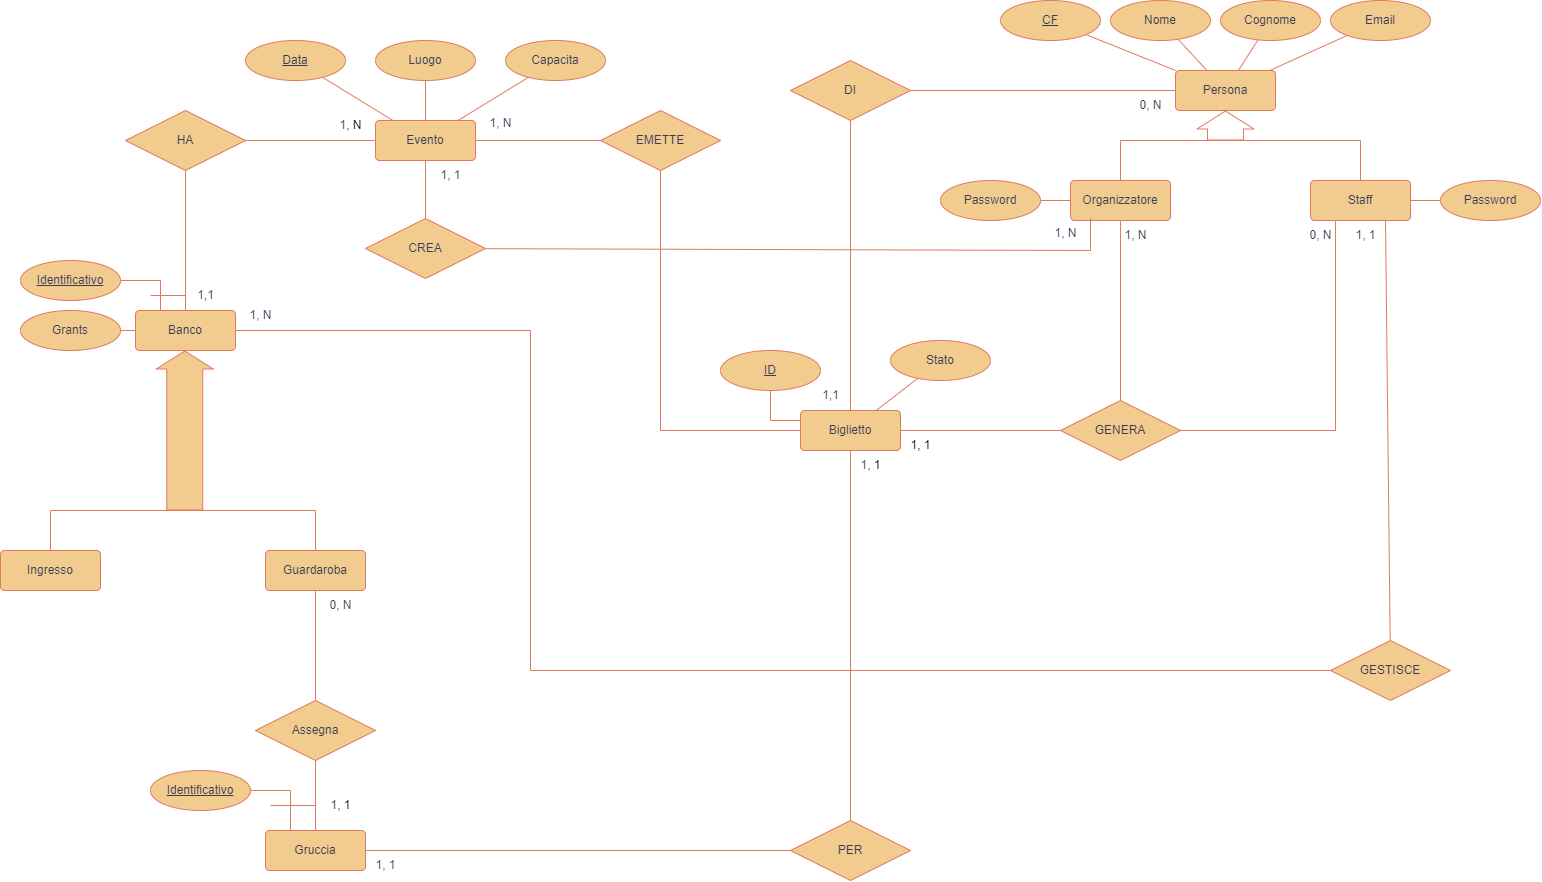 CF
Nome
Cognome
Email
Data
Luogo
Capacita
DI
Persona
0, N
1, N
1, N
HA
Evento
EMETTE
1, 1
Password
Organizzatore
Staff
Password
1, N
1, N
0, N
1, 1
CREA
Identificativo
1,1
1, N
Grants
Banco
ID
Stato
1,1
Biglietto
GENERA
1, 1
1, 1
Ingresso
Guardaroba
0, N
GESTISCE
Assegna
Identificativo
1, 1
Gruccia
PER
1, 1